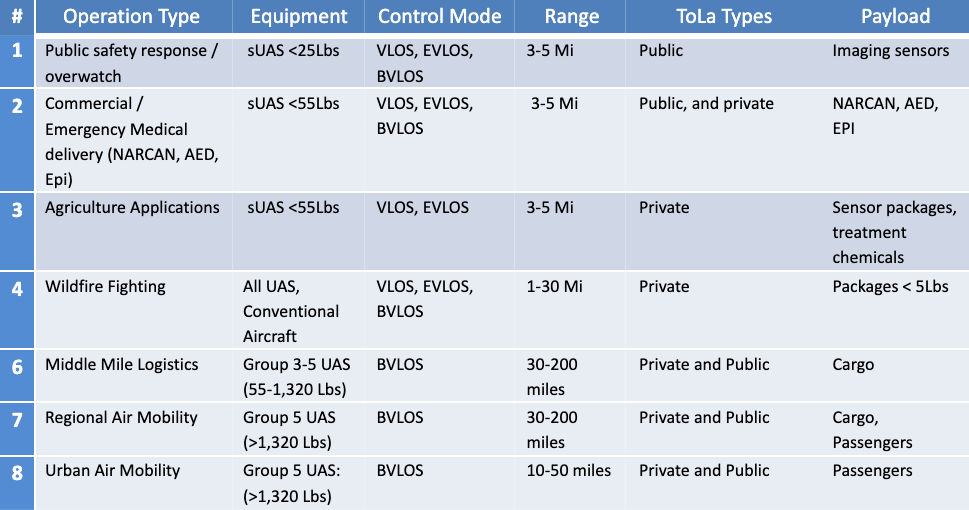 # Operation Type Equipment Control Mode Range ToLa Types Payload
1 Public safety response / sUAS <25Lbs VLOS, EVLOS, 3-5 Mi Public Imaging sensors
overwatch BVLOS
2 Commercial / sUAS <55Lbs VLOS, EVLOS, 3-5 Mi Public, and private NARCAN, AED,
Emergency Medical BVLOS EPI
delivery (NARCAN, AED,
Epi)
3 Agriculture Applications sUAS <55Lbs VLOS, EVLOS 3-5 Mi Private Sensor packages,
treatment
chemicals
4 Wildfire Fighting All UAS, VLOS, EVLOS, 1-30 Mi Private Packages < 5Lbs
Conventional BVLOS
Aircraft
6 Middle Mile Logistics Group 3-5 UAS BVLOS 30-200 Private and Public Cargo
(55-1,320 Lbs) miles
7 Regional Air Mobility Group 5 UAS BVLOS 30-200 Private and Public Cargo,
(>1,320 Lbs) miles Passengers
8 Urban Air Mobility Group 5 UAS: BVLOS 10-50 miles Private and Public Passengers
(>1,320 Lbs)